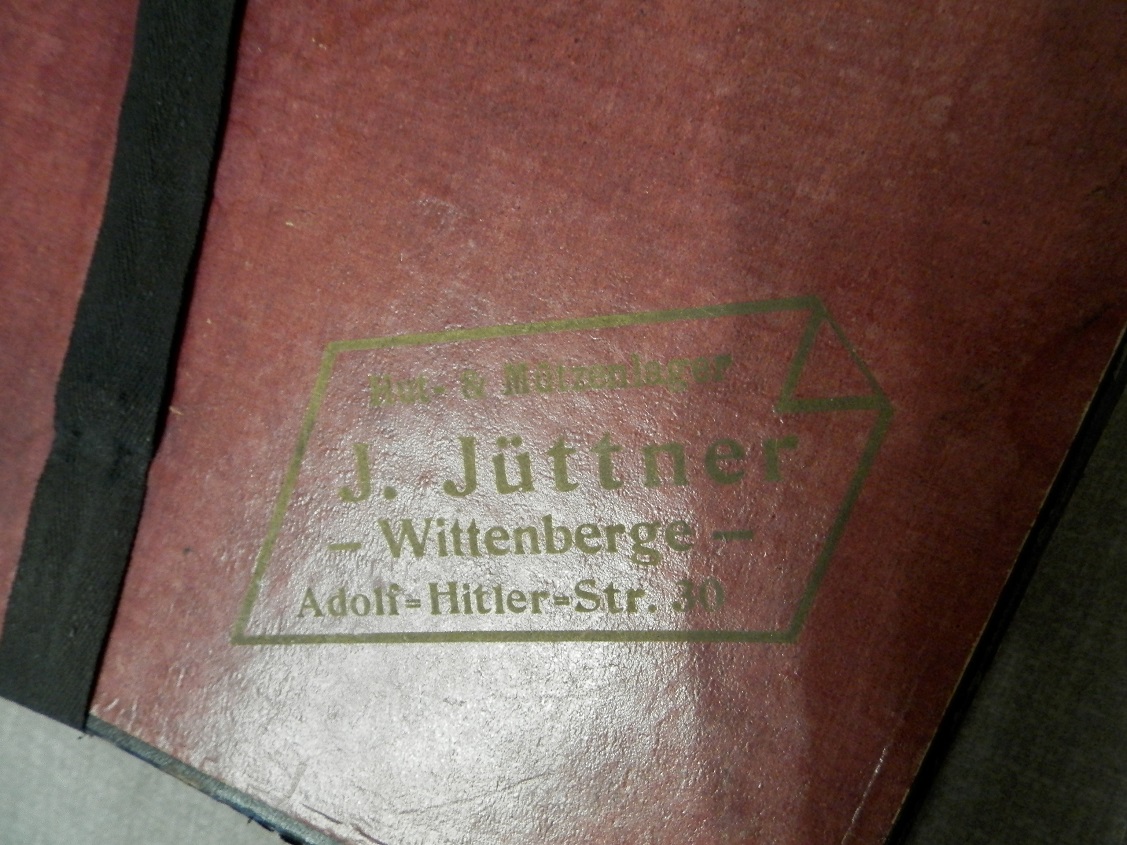 Hut- & Mützenlager
J. Jüttner
– Wittenberge –
Adolf=Hitler=Str. 30